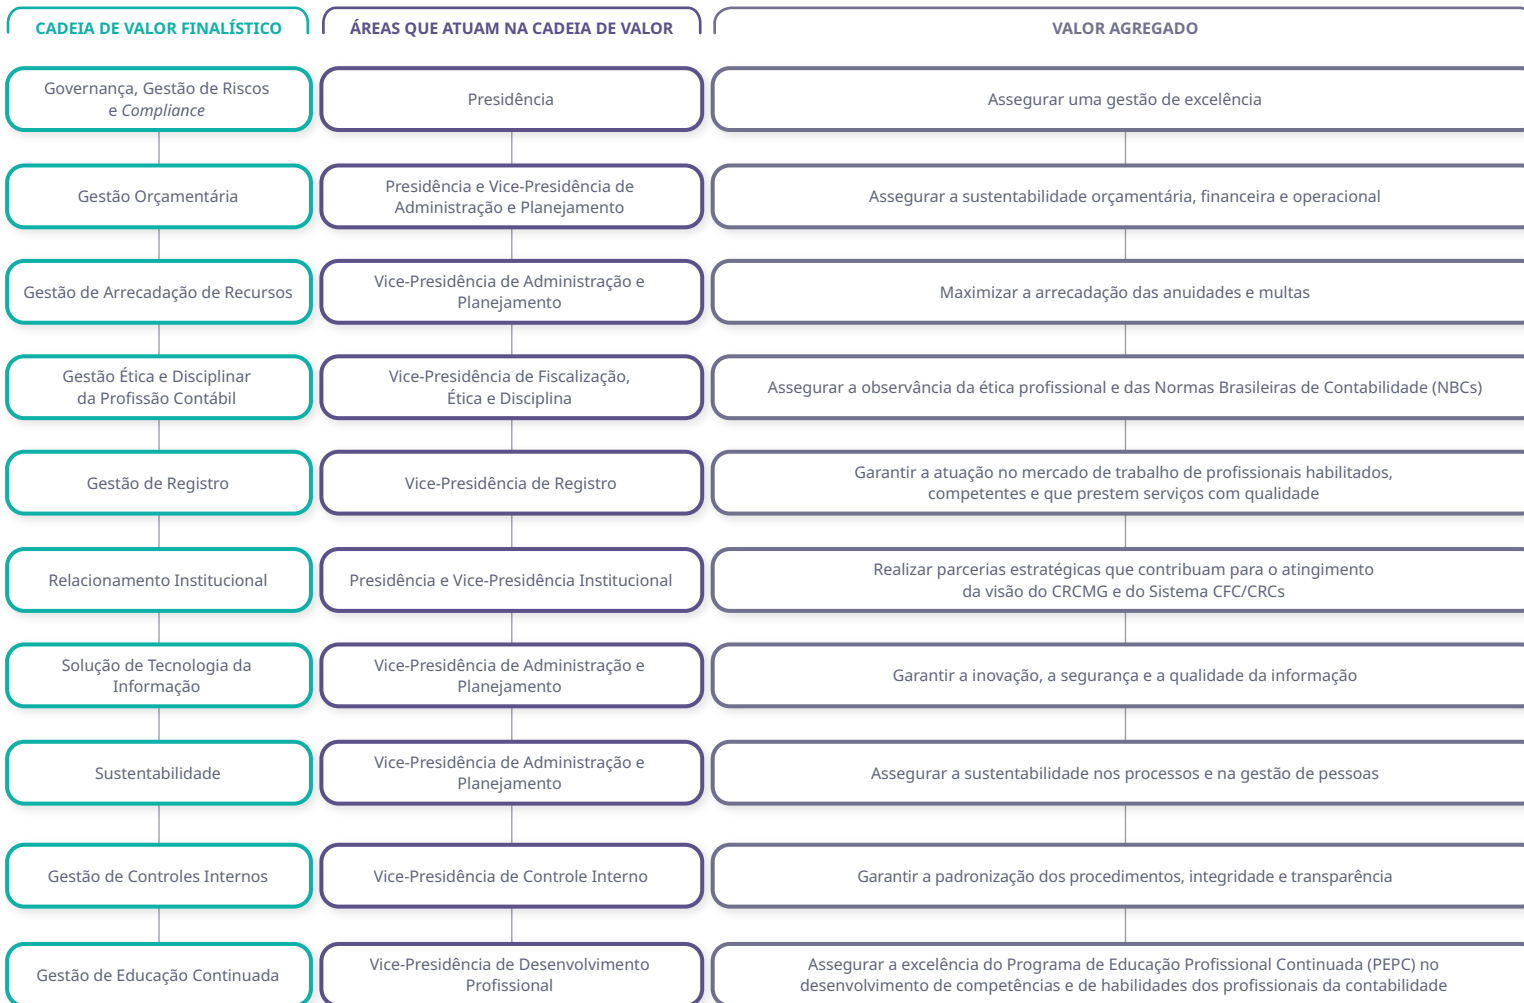 CADEIA DE VALOR FINALÍSTICO
ÁREAS QUE ATUAM NA CADEIA DE VALOR
VALOR AGREGADO
Governança, Gestão de Riscos
e Compliance
Presidência
Assegurar uma gestão de excelência
Gestão Orçamentária
Presidência e Vice-Presidência de
Administração e Planejamento
Assegurar a sustentabilidade orçamentária, financeira e operacional
Gestão de Arrecadação de Recursos
Vice-Presidência de Administração e
Planejamento
Maximizar a arrecadação das anuidades e multas
Gestão Ética e Disciplinar
da Profissão Contábil
Vice-Presidência de Fiscalização,
Ética e Disciplina
Assegurar a observância da ética profissional e das Normas Brasileiras de Contabilidade (NBCs)
Gestão de Registro
Vice-Presidência de Registro
Garantir a atuação no mercado de trabalho de profissionais habilitados,
competentes e que prestem serviços com qualidade
Relacionamento Institucional
Presidência e Vice-Presidência Institucional
Realizar parcerias estratégicas que contribuam para o atingimento
da visão do CRCMG e do Sistema CFC/CRCs
Solução de Tecnologia da
Informação
Vice-Presidência de Administração e
Planejamento
Garantir a inovação, a segurança e a qualidade da informação
Sustentabilidade
Vice-Presidência de Administração e
Planejamento
Assegurar a sustentabilidade nos processos e na gestão de pessoas
Gestão de Controles Internos
Vice-Presidência de Controle Interno
Garantir a padronização dos procedimentos, integridade e transparência
Gestão de Educação Continuada
Vice-Presidência de Desenvolvimento
Profissional
Assegurar a excelência do Programa de Educação Profissional Continuada (PEPC) no
desenvolvimento de competências e de habilidades dos profissionais da contabilidade